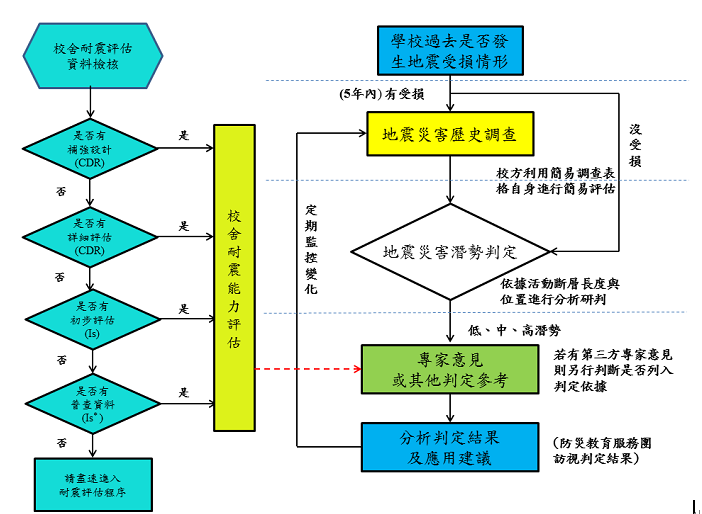 校舍耐震評估
資料檢核
是否有
補強設計
(CDR)
是
否
是否有
詳細評估
(CDR)
是
否
是否有
初步評估
(Is)
是
否
是否有
普查資料
(Is*)
是
否
請盡速進入
耐震評估程序
校舍耐震能力評估
學校過去是否發
生地震受損情形
(5年內)有受損
沒受損
地震災害歷史調查
校方利用簡易調查表
格自身進行簡易評估
定期監控變化
地震災害潛勢判定
依據活動斷層長度與
位置進行分析研判
低、中、高潛勢
專家意見
或其他判定參考
若有第三方專家意見
則另行判斷是否列入
判定依據
分析判定結果
及應用建議
(防災教育服務團
訪視判定結果)